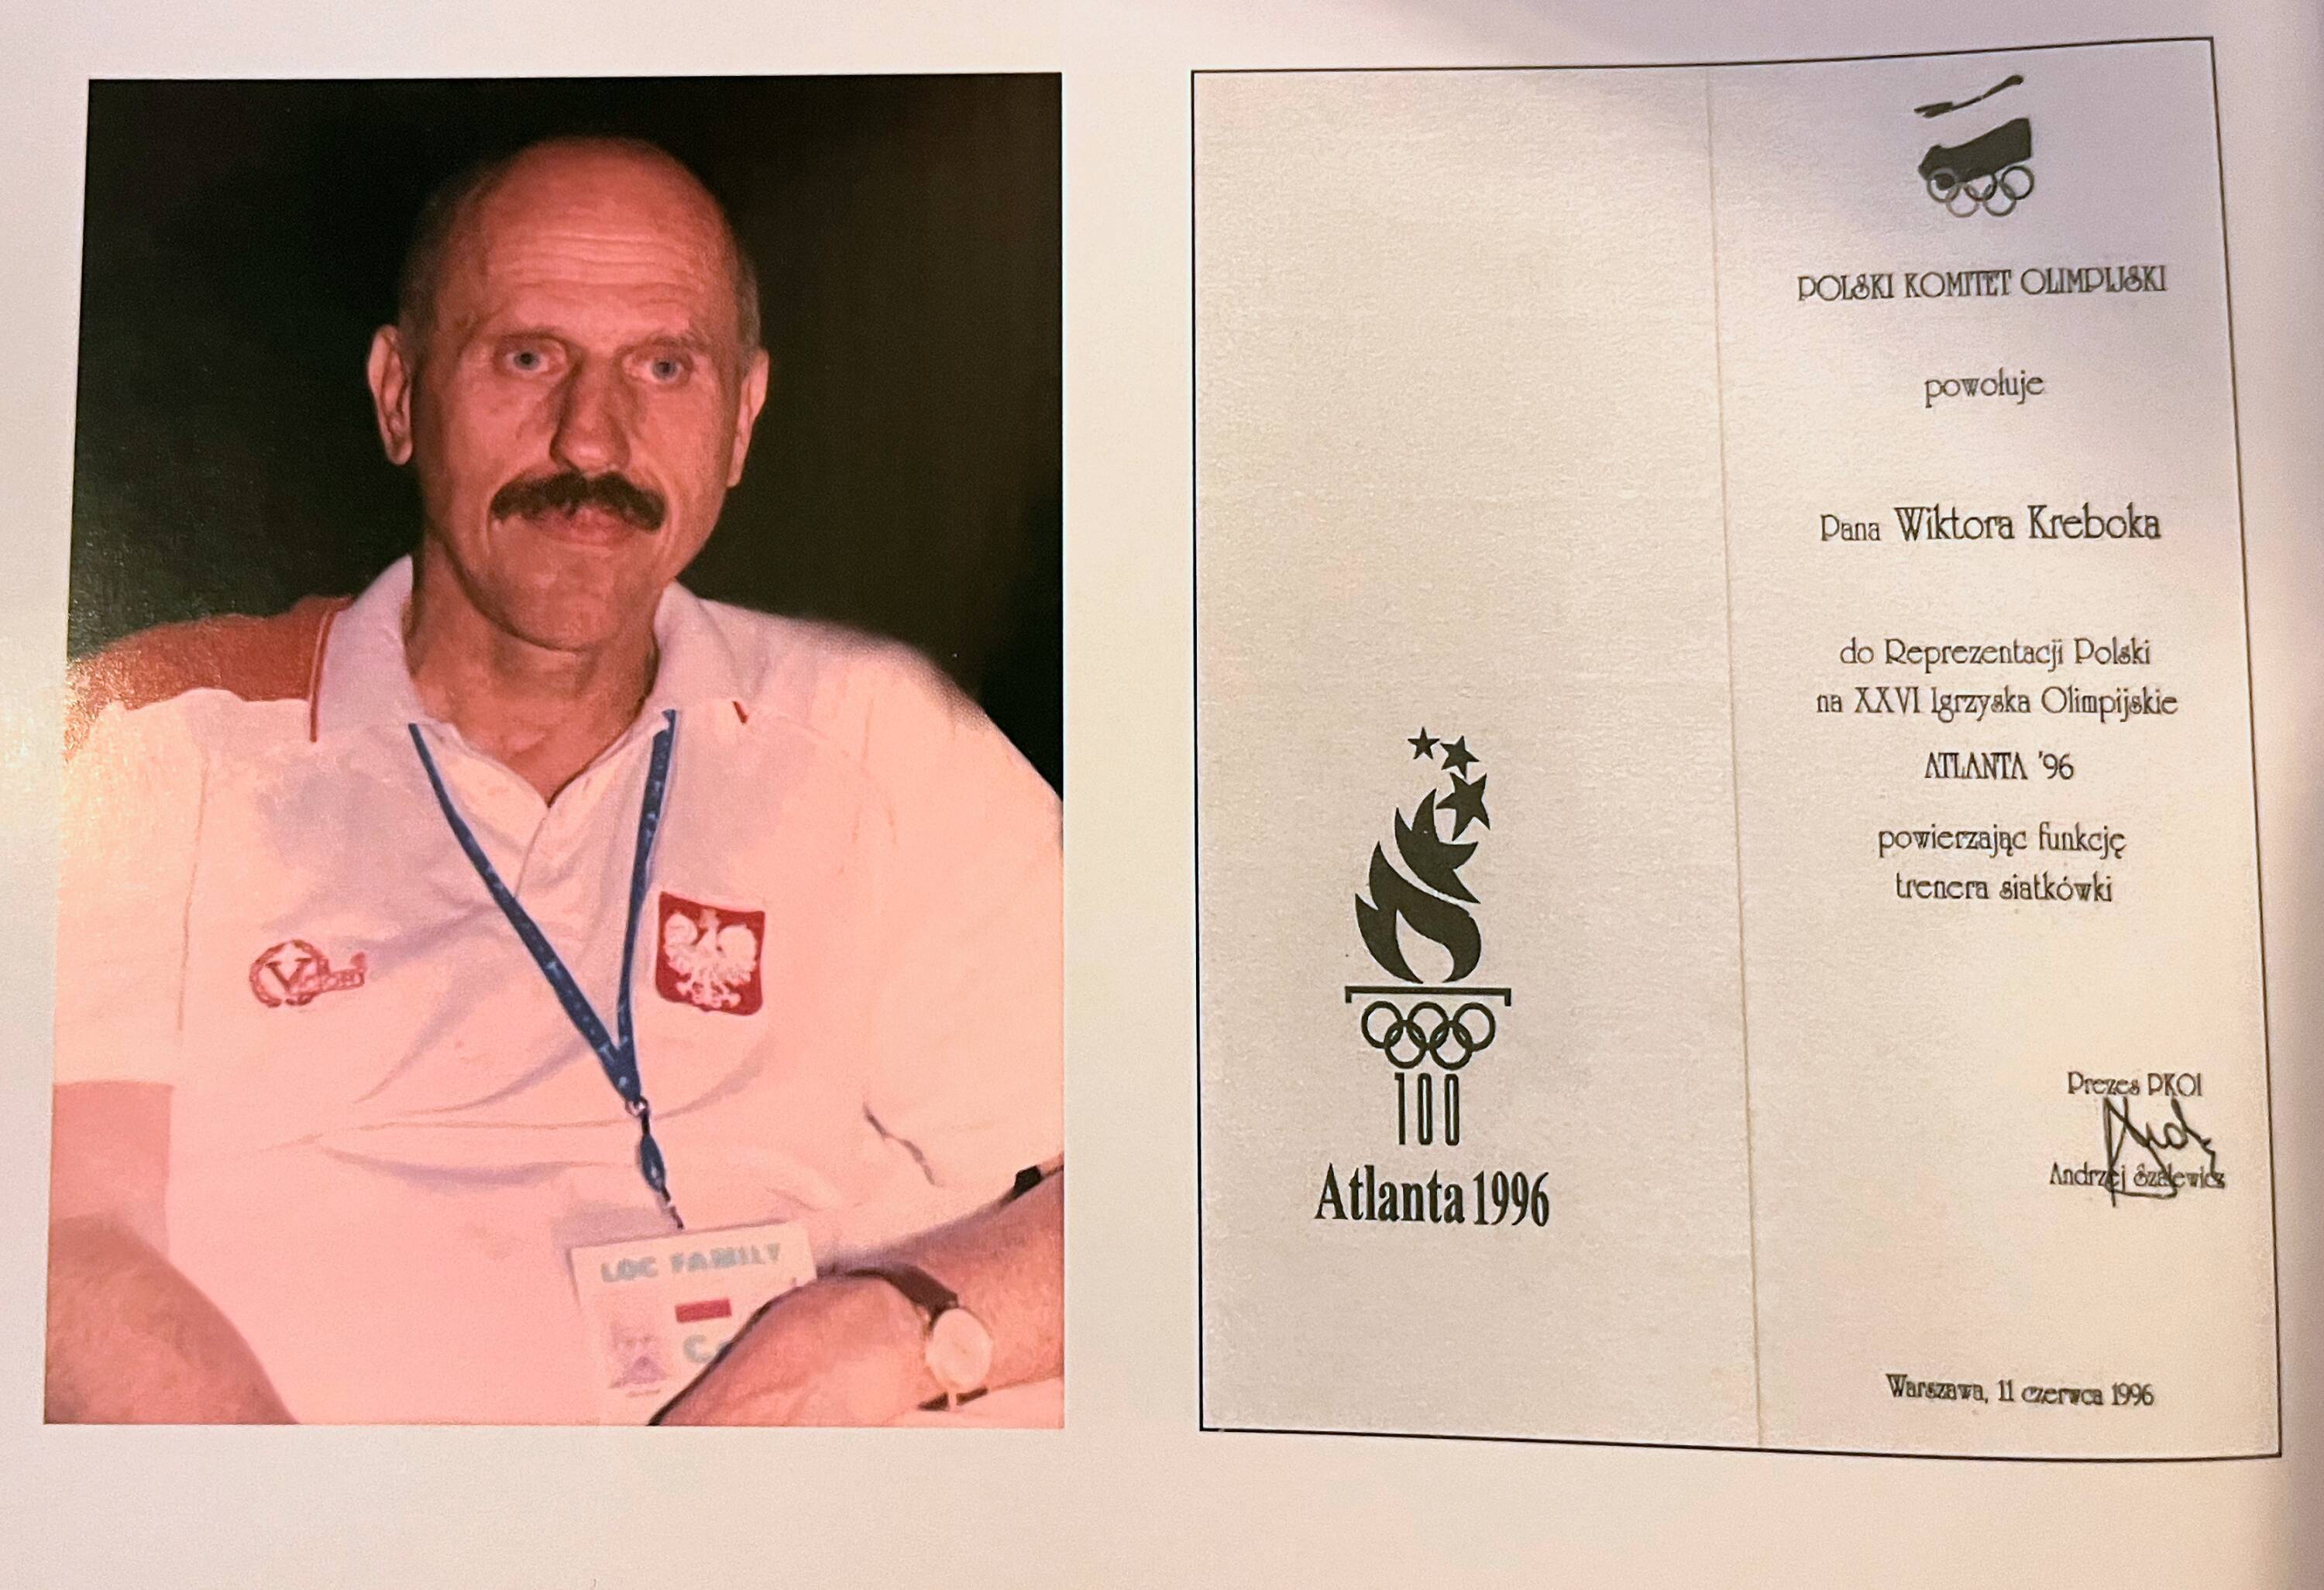 LOC FAMILY
POLSKI KOMITET OLIMPIJSKI
powołuje
Pana Wiktora Kreboka
do Reprezentacji Polski
na XXVI Igrzyska Olimpijskie
ATLANTA '96
powierzając funkcję
trenera siatkówki
Prezes PKOl
Andrzej Szalewicz
Warszawa, 11 czerwca 1996
100
Atlanta 1996